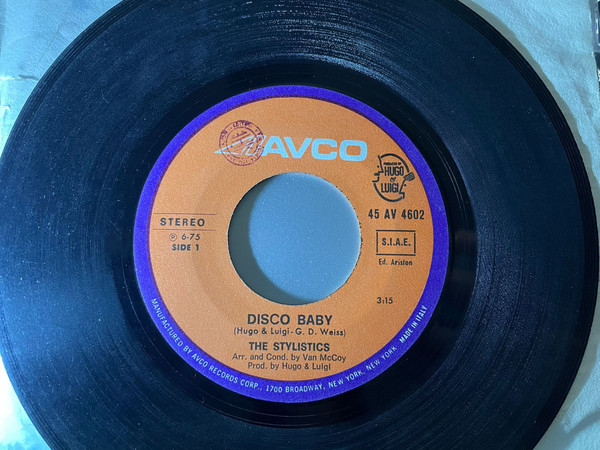 AVCO
PRODUCED BY
HUGO
&
LUIGI
STEREO
45 AV 4602
℗ 6-75
SIDE 1
S.I.A.E.
Ed. Ariston
3:15
DISCO BABY
(Hugo & Luigi - G. D. Weiss)
THE STYLISTICS
Arr. and Cond. by Van McCoy
Prod. by Hugo & Luigi
MANUFACTURED BY AVCO RECORDS CORP., 1700 BROADWAY, NEW YORK, NEW YORK. MADE IN ITALY